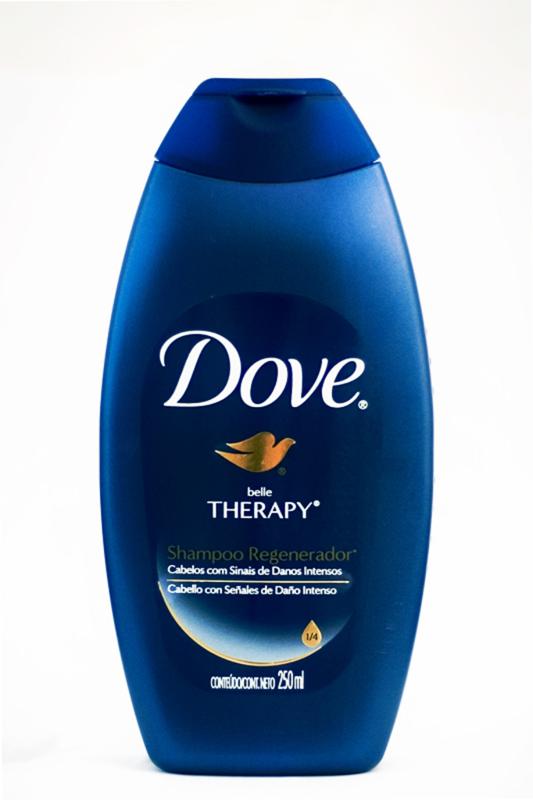 Dove®
®
belle
THERAPY®
Shampoo Regenerador*
Cabelos com Sinais de Danos Intensos
Cabello con Señales de Daño Intenso
1/4
CONTEÚDO/CONT. NETO 250 ml